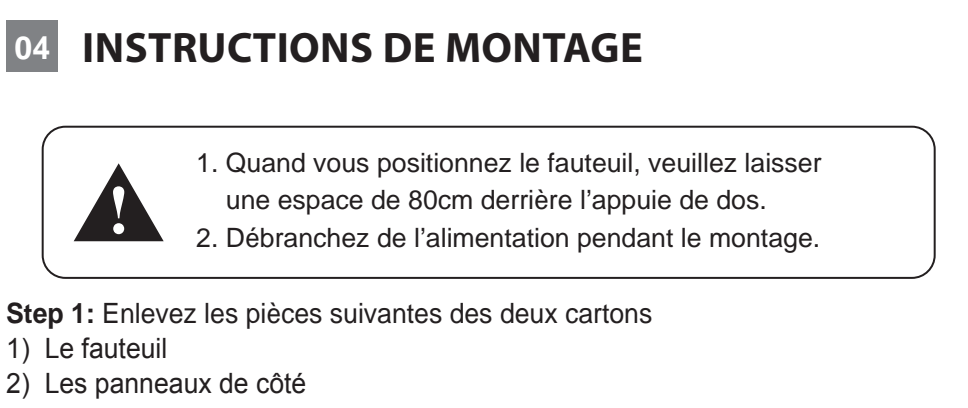 04 INSTRUCTIONS DE MONTAGE
1. Quand vous positionnez le fauteuil, veuillez laisser
une espace de 80cm derrière l’appuie de dos.
2. Débranchez de l’alimentation pendant le montage.
Step 1: Enlevez les pièces suivantes des deux cartons
1) Le fauteuil
2) Les panneaux de côté